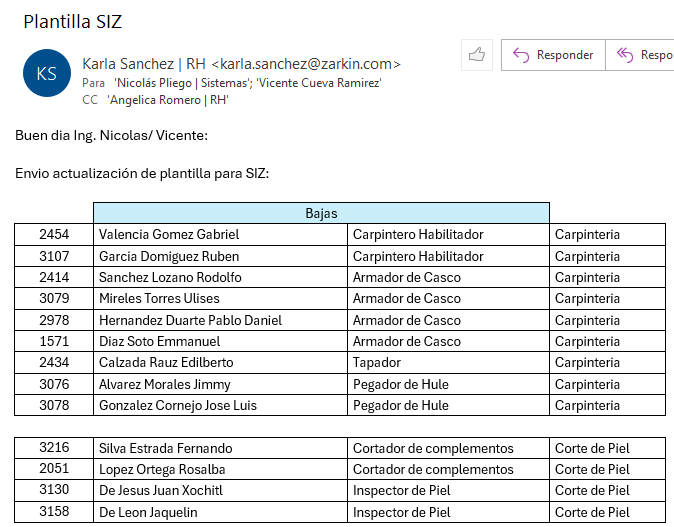 Plantilla SIZ
KS
Karla Sanchez | RH <karla.sanchez@zarkin.com>
Para 'Nicolás Pliego | Sistemas'; 'Vicente Cueva Ramirez'
CC 'Angelica Romero | RH'
Responder
Respo
Buen dia Ing. Nicolas/ Vicente:
Envio actualización de plantilla para SIZ:
Bajas
2454 Valencia Gomez Gabriel Carpintero Habilitador Carpinteria
3107 Garcia Domiguez Ruben Carpintero Habilitador Carpinteria
2414 Sanchez Lozano Rodolfo Armador de Casco Carpinteria
3079 Mireles Torres Ulises Armador de Casco Carpinteria
2978 Hernandez Duarte Pablo Daniel Armador de Casco Carpinteria
1571 Díaz Soto Emmanuel Armador de Casco Carpinteria
2434 Calzada Rauz Edilberto Tapador Carpinteria
3076 Alvarez Morales Jimmy Pegador de Hule Carpinteria
3078 Gonzalez Cornejo Jose Luis Pegador de Hule Carpinteria
3216 Silva Estrada Fernando Cortador de complementos Corte de Piel
2051 Lopez Ortega Rosalba Cortador de complementos Corte de Piel
3130 De Jesus Juan Xochitl Inspector de Piel Corte de Piel
3158 De Leon Jaquelin Inspector de Piel Corte de Piel